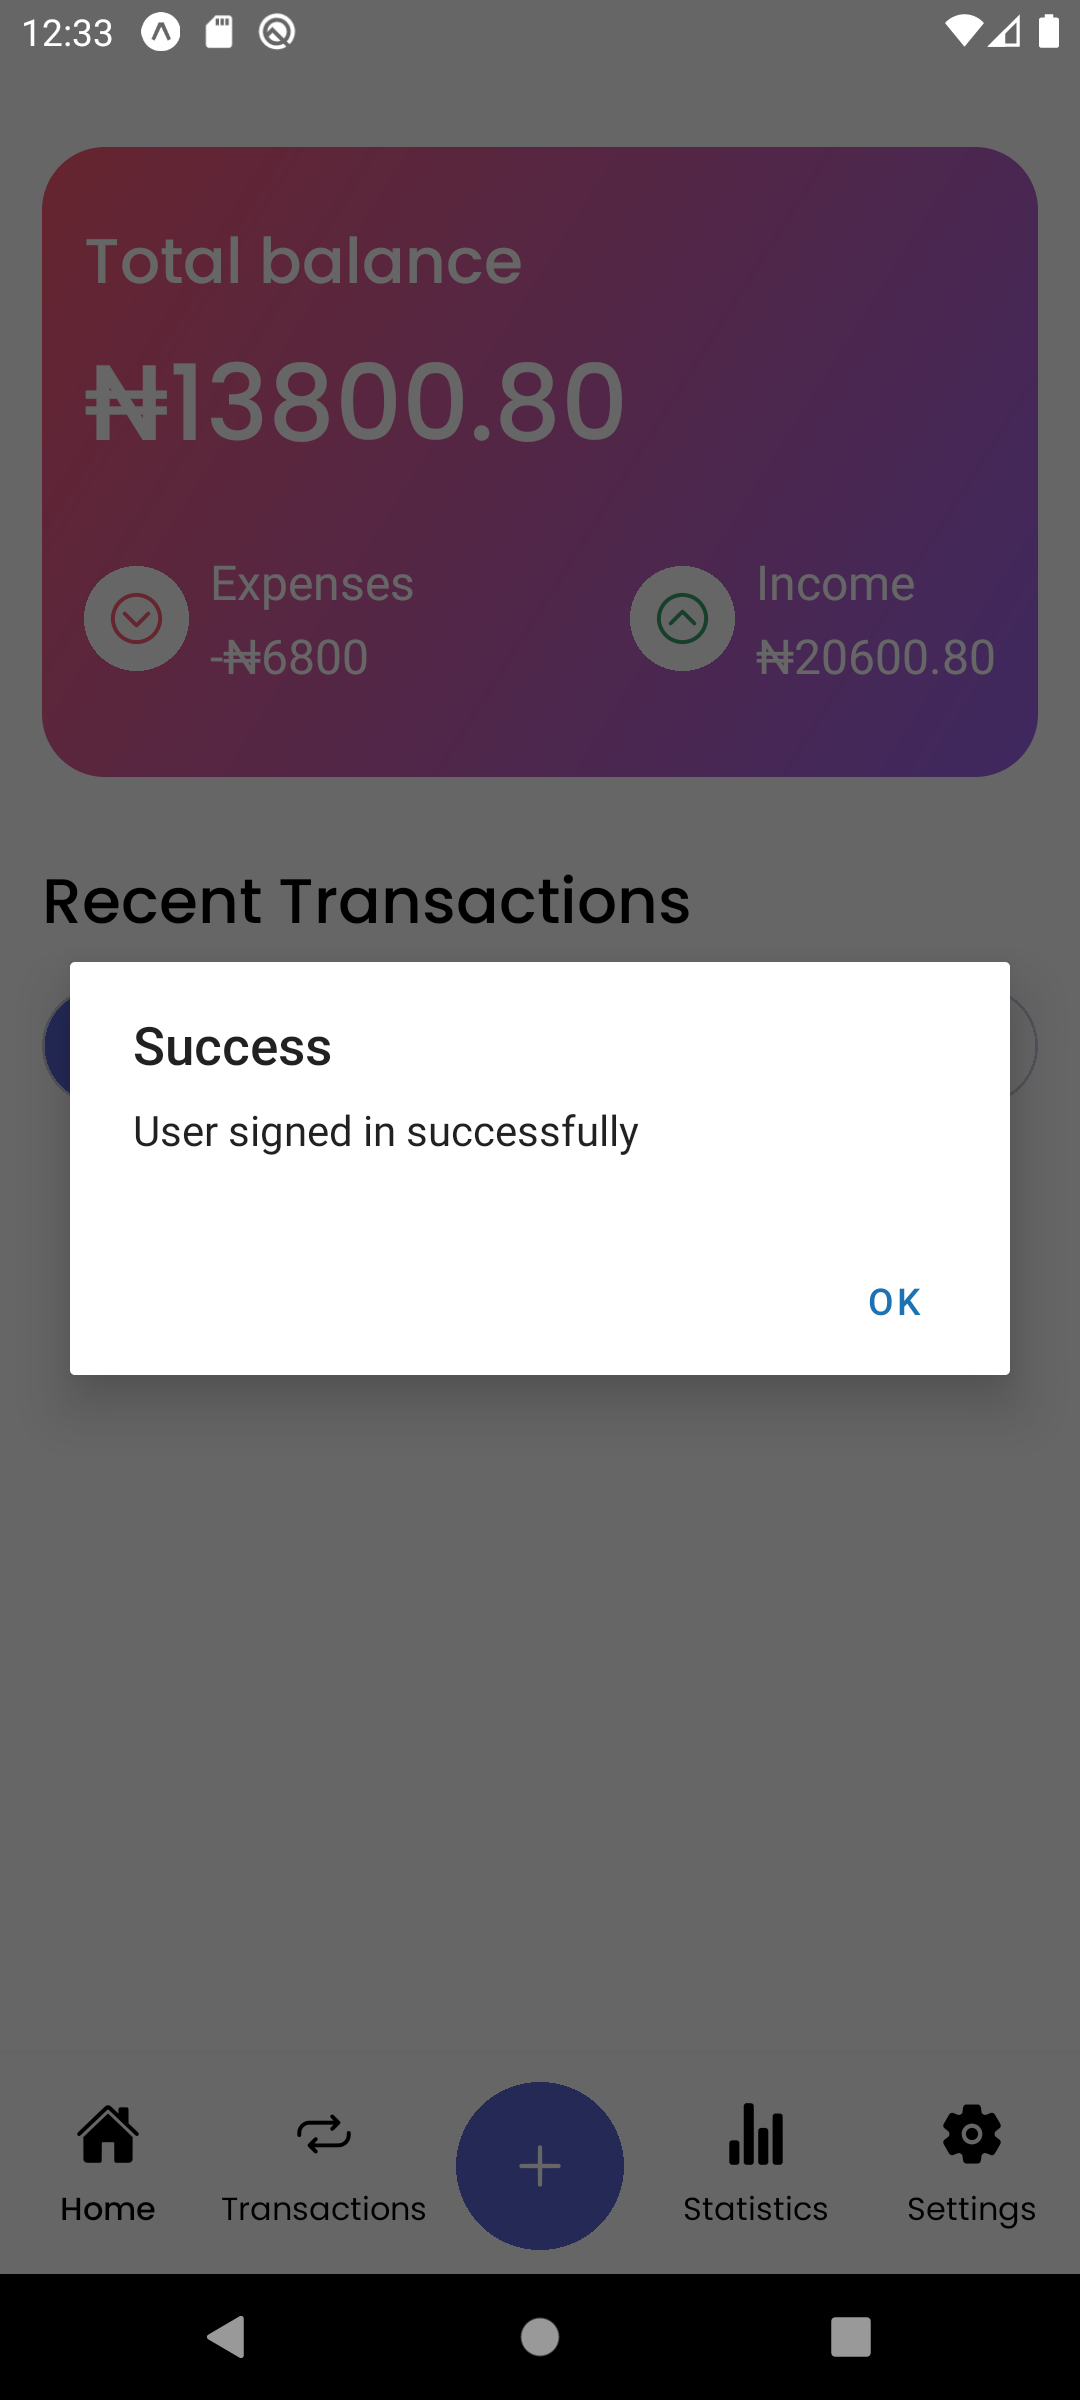 12:33
Total balance
₦13800.80
Expenses
-₦6800
Income
₦20600.80
Recent Transactions
Success
User signed in successfully
OK
Home
Transactions
Statistics
Settings